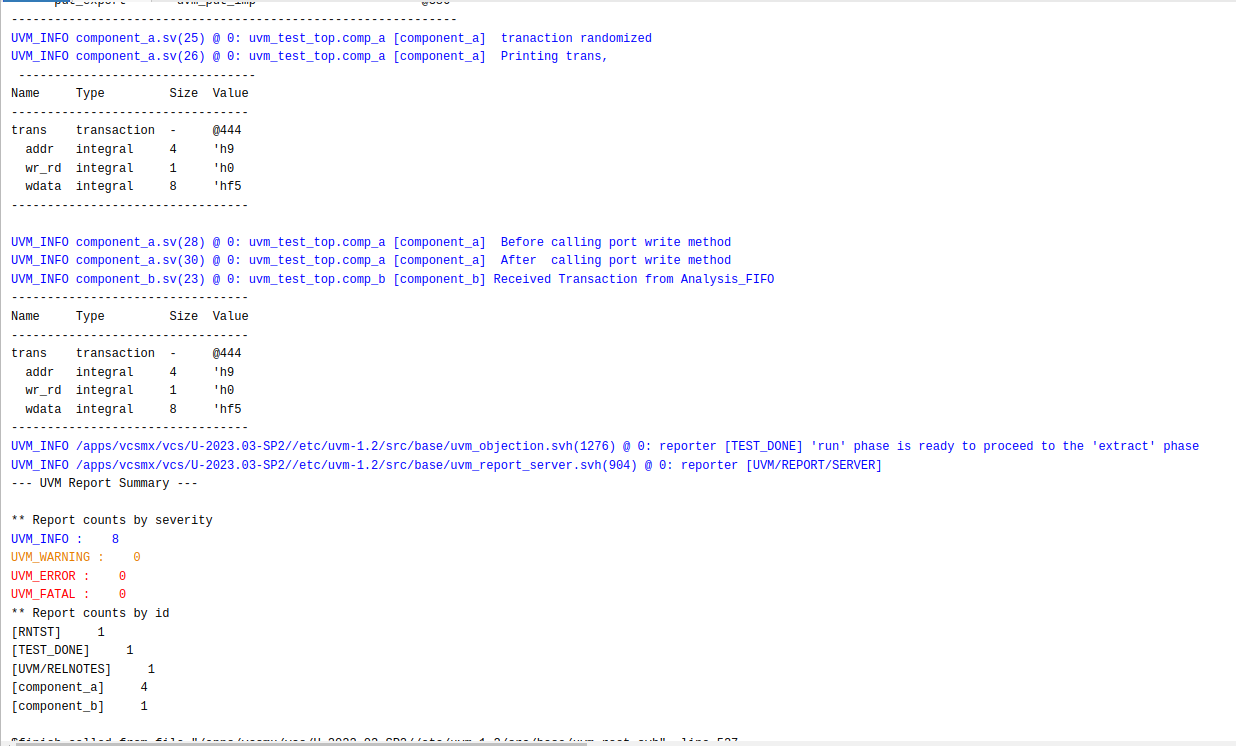 ---------------------------------------------------------------
UVM_INFO component_a.sv(25) @ 0: uvm_test_top.comp_a [component_a]  tranaction randomized
UVM_INFO component_a.sv(26) @ 0: uvm_test_top.comp_a [component_a]  Printing trans,
 ---------------------------------
Name     Type         Size  Value
---------------------------------
trans    transaction  -     @444
  addr   integral     4     'h9
  wr_rd  integral     1     'h0
  wdata  integral     8     'hf5
---------------------------------

UVM_INFO component_a.sv(28) @ 0: uvm_test_top.comp_a [component_a]  Before calling port write method
UVM_INFO component_a.sv(30) @ 0: uvm_test_top.comp_a [component_a]  After  calling port write method
UVM_INFO component_b.sv(23) @ 0: uvm_test_top.comp_b [component_b] Received Transaction from Analysis_FIFO
---------------------------------
Name     Type         Size  Value
---------------------------------
trans    transaction  -     @444
  addr   integral     4     'h9
  wr_rd  integral     1     'h0
  wdata  integral     8     'hf5
---------------------------------
UVM_INFO /apps/vcsmx/vcs/U-2023.03-SP2//etc/uvm-1.2/src/base/uvm_objection.svh(1276) @ 0: reporter [TEST_DONE] 'run' phase is ready to proceed to the 'extract' phase
UVM_INFO /apps/vcsmx/vcs/U-2023.03-SP2//etc/uvm-1.2/src/base/uvm_report_server.svh(904) @ 0: reporter [UVM/REPORT/SERVER]
--- UVM Report Summary ---

** Report counts by severity
UVM_INFO :    8
UVM_WARNING :    0
UVM_ERROR :    0
UVM_FATAL :    0
** Report counts by id
[RNTST]     1
[TEST_DONE]     1
[UVM/RELNOTES]     1
[component_a]     4
[component_b]     1